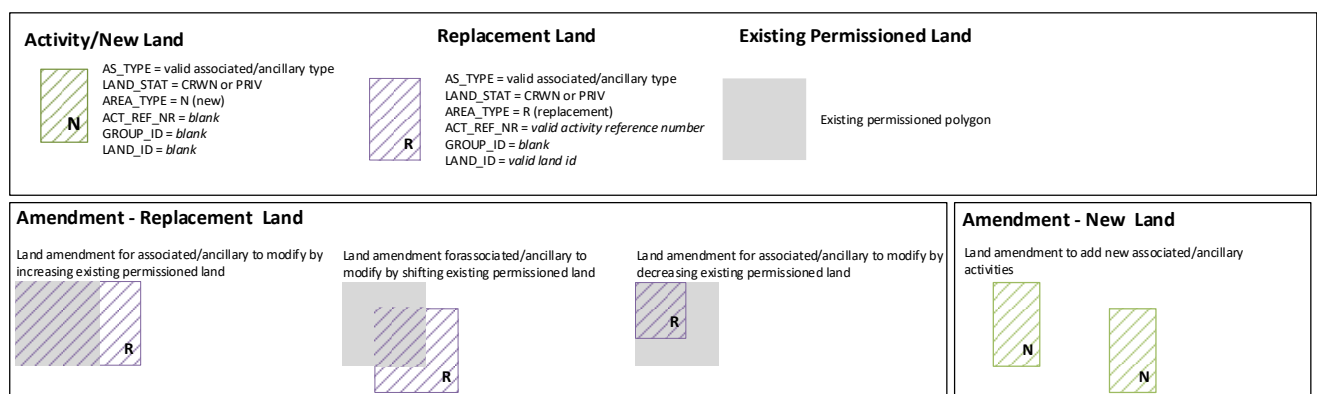 Activity/New Land
AS_TYPE = valid associated/ancillary type
LAND_STAT = CRWN or PRIV
AREA_TYPE = N (new)
ACT_REF_NR = blank
GROUP_ID = blank
LAND_ID = blank
N
Replacement Land
AS_TYPE = valid associated/ancillary type
LAND_STAT = CRWN or PRIV
AREA_TYPE = R (replacement)
ACT_REF_NR = valid activity reference number
GROUP_ID = blank
LAND_ID = valid land id
R
Existing Permissioned Land
Existing permissioned polygon
Amendment - Replacement Land
Land amendment for associated/ancillary to modify by
increasing existing permissioned land
R
Land amendment forassociated/ancillary to
modify by shifting existing permissioned land
R
Land amendment for associated/ancillary to modify by
decreasing existing permissioned land
R
Amendment - New Land
Land amendment to add new associated/ancillary
activities
N
N